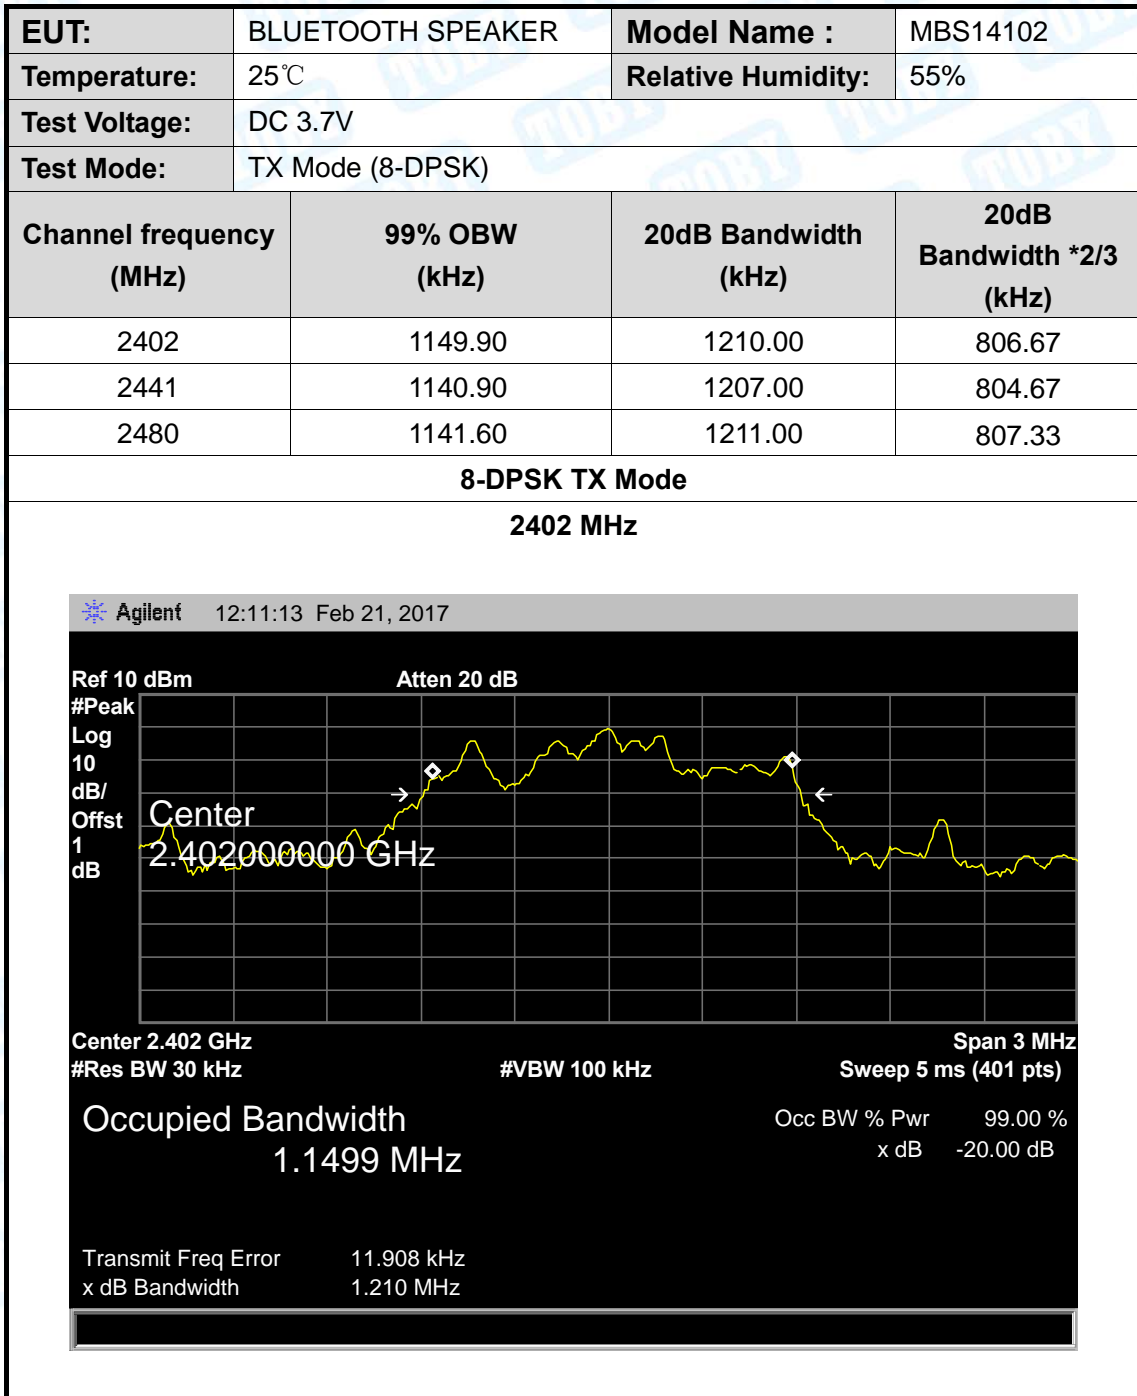 EUT: BLUETOOTH SPEAKER Model Name : MBS14102
Temperature: 25℃ Relative Humidity: 55%
Test Voltage: DC 3.7V
Test Mode: TX Mode (8-DPSK)
Channel frequency (MHz) 99% OBW (kHz) 20dB Bandwidth (kHz) 20dB Bandwidth *2/3 (kHz)
2402 1149.90 1210.00 806.67
2441 1140.90 1207.00 804.67
2480 1141.60 1211.00 807.33
8-DPSK TX Mode
2402 MHz
Agilent 12:11:13 Feb 21, 2017
Ref 10 dBm Atten 20 dB
#Peak
Log
10
dB/
Offst
1
dB
Center
2.402000000 GHz
Center 2.402 GHz Span 3 MHz
#Res BW 30 kHz #VBW 100 kHz Sweep 5 ms (401 pts)
Occupied Bandwidth Occ BW % Pwr 99.00 %
1.1499 MHz x dB -20.00 dB
Transmit Freq Error 11.908 kHz
x dB Bandwidth 1.210 MHz
TOBY
TOBY
TOBY
TOBY
TOBY
TOBY